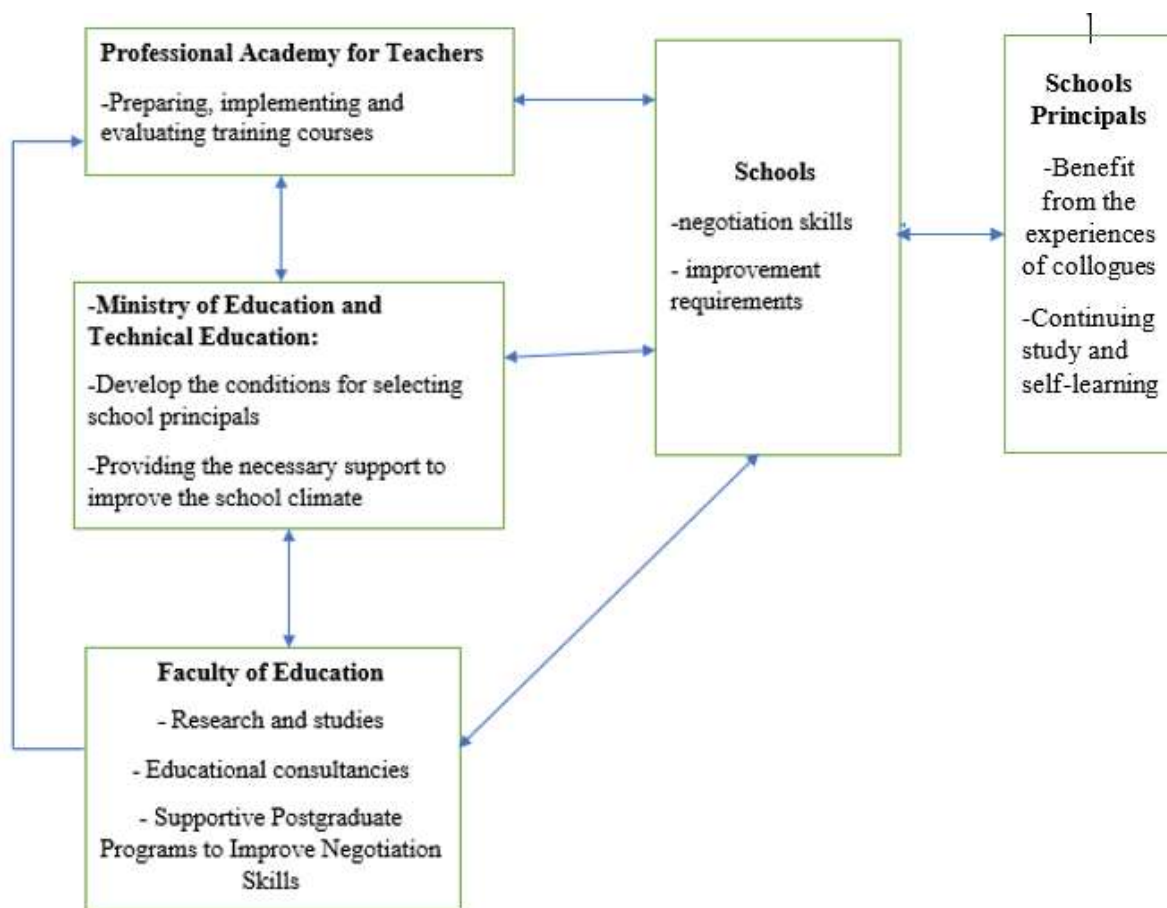 Professional Academy for Teachers
-Preparing, implementing and
evaluating training courses
-Ministry of Education and
Technical Education:
-Develop the conditions for selecting
school principals
-Providing the necessary support to
improve the school climate
Faculty of Education
- Research and studies
- Educational consultancies
- Supportive Postgraduate
Programs to Improve Negotiation
Skills
Schools
-negotiation skills
- improvement
requirements
Schools
Principals
-Benefit
from the
experiences
of collogues
-Continuing
study and
self-learning